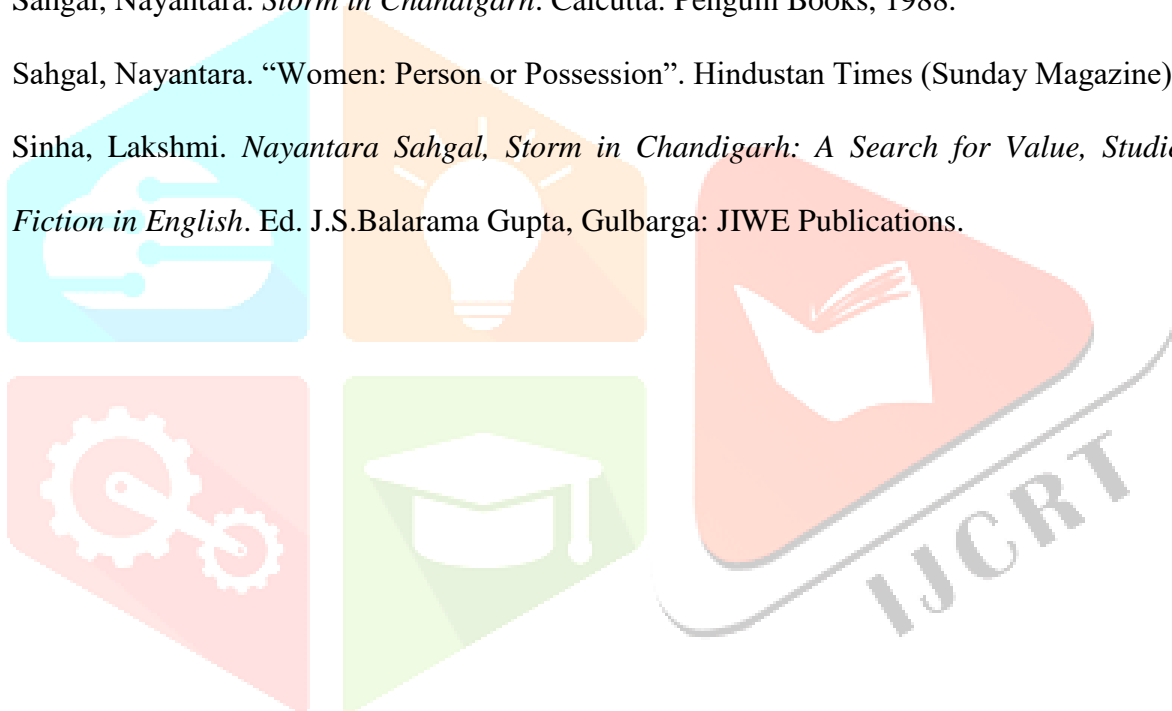 Sahgal, Nayantara. Storm in Chandigarh. Calcutta: Penguin Books, 1988.
Sahgal, Nayantara. “Women: Person or Possession”. Hindustan Times (Sunday Magazine)
Sinha, Lakshmi. Nayantara Sahgal, Storm in Chandigarh: A Search for Value,
Fiction in English. Ed. J.S.Balarama Gupta, Gulbarga: JIWE Publications.
IJCRT